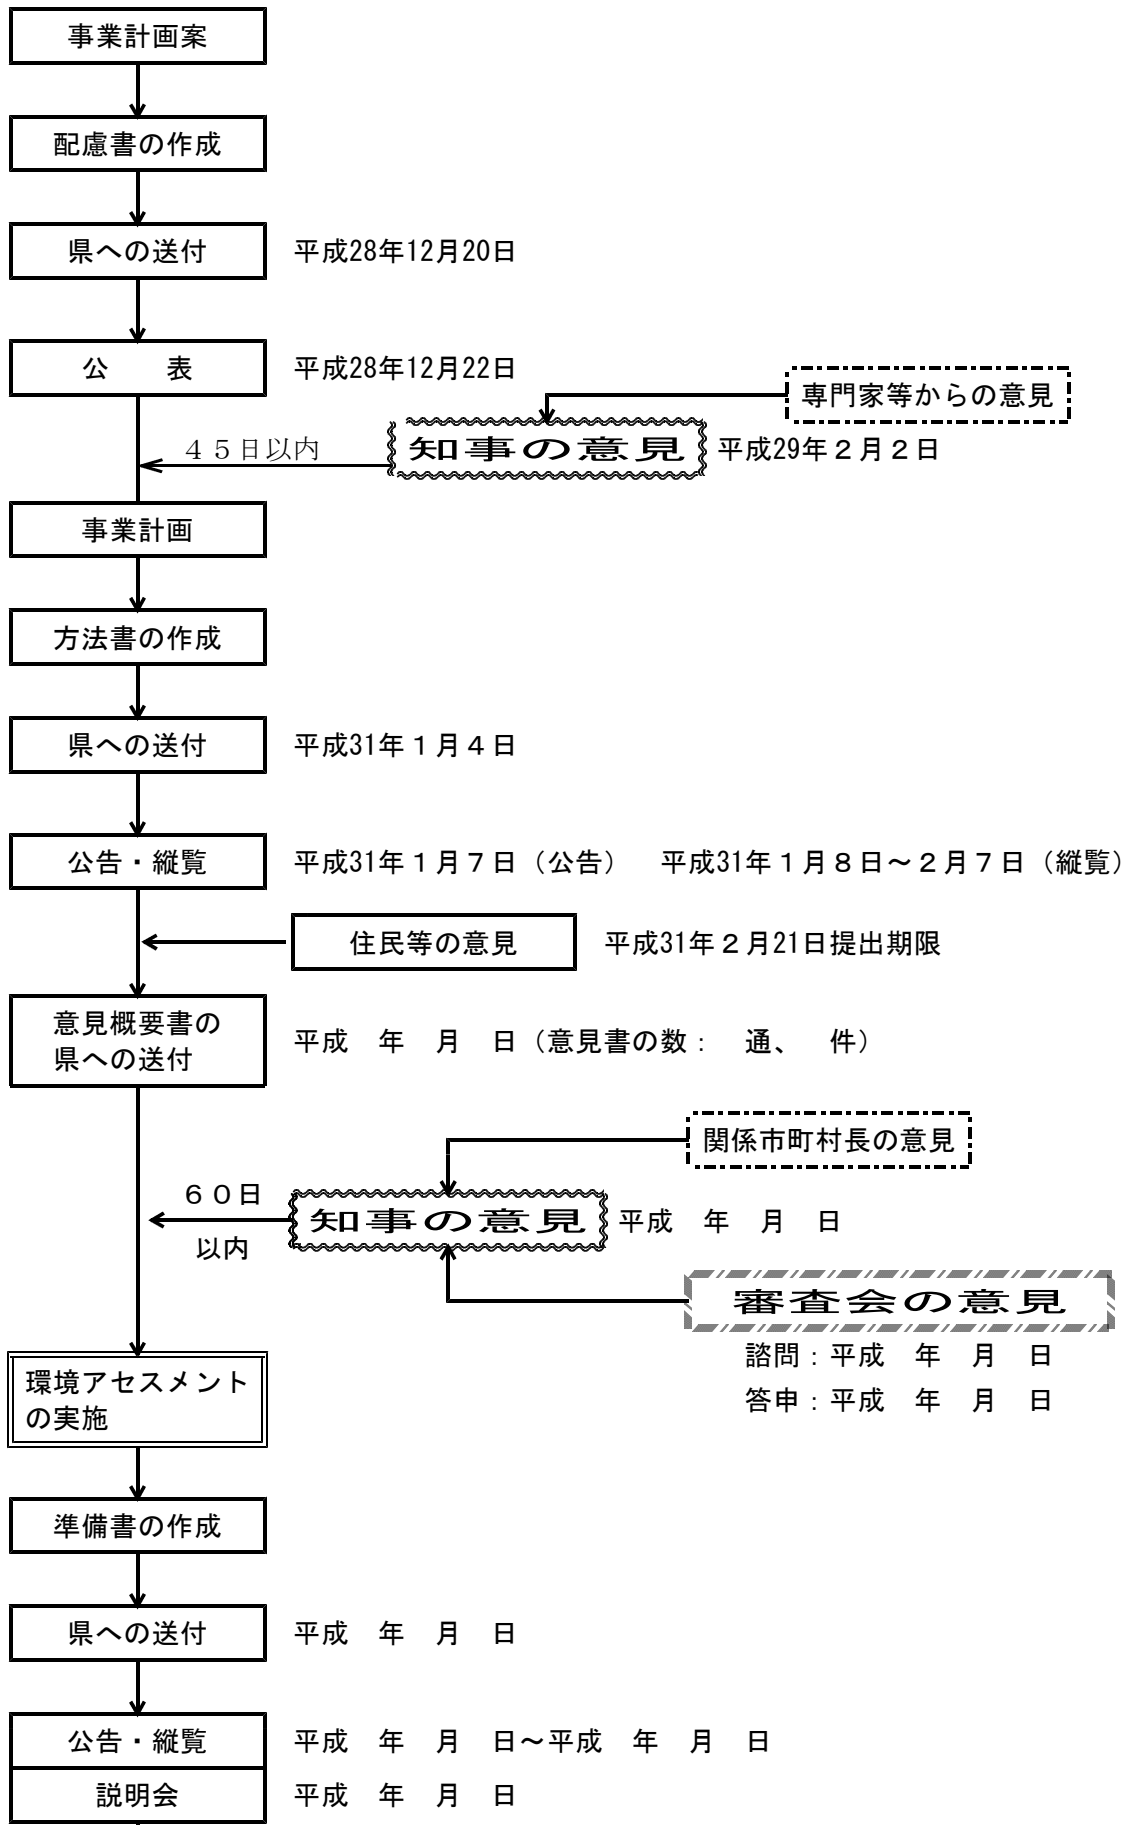 事業計画案
配慮書の作成
県への送付　平成28年12月20日
公　　表　平成28年12月22日
専門家等からの意見
４５日以内　知事の意見　平成29年２月２日
事業計画
方法書の作成
県への送付　平成31年１月４日
公告・縦覧　平成31年１月７日（公告）　平成31年１月８日～２月７日（縦覧）
住民等の意見　平成31年２月21日提出期限
意見概要書の
県への送付
平成　年　月　日（意見書の数：　通、　件）
関係市町村長の意見
６０日
以内
知事の意見　平成　年　月　日
審査会の意見
諮問：平成　年　月　日
答申：平成　年　月　日
環境アセスメント
の実施
準備書の作成
県への送付　平成　年　月　日
公告・縦覧　平成　年　月　日～平成　年　月　日
説明会　平成　年　月　日